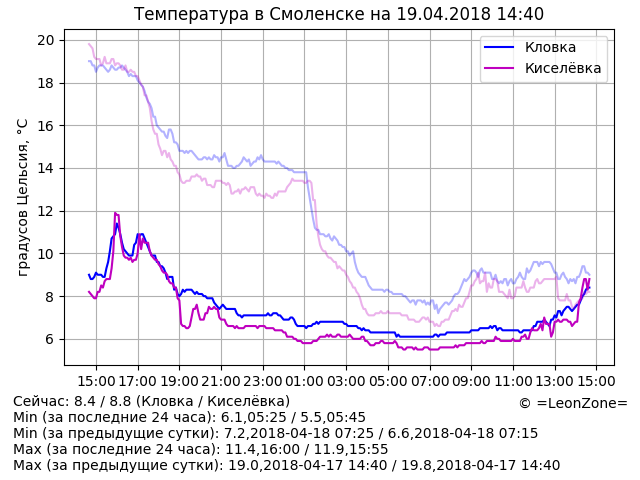 Температура в Смоленске на 19.04.2018 14:40
Кловка
Киселёвка
градусов Цельсия, °C
20
18
16
14
12
10
8
6
15:00 17:00 19:00 21:00 23:00 01:00 03:00 05:00 07:00 09:00 11:00 13:00 15:00
Сейчас: 8.4 / 8.8 (Кловка / Киселёвка)
© =LeonZone=
Min (за последние 24 часа): 6.1,05:25 / 5.5,05:45
Min (за предыдущие сутки): 7.2,2018-04-18 07:25 / 6.6,2018-04-18 07:15
Max (за последние 24 часа): 11.4,16:00 / 11.9,15:55
Max (за предыдущие сутки): 19.0,2018-04-17 14:40 / 19.8,2018-04-17 14:40